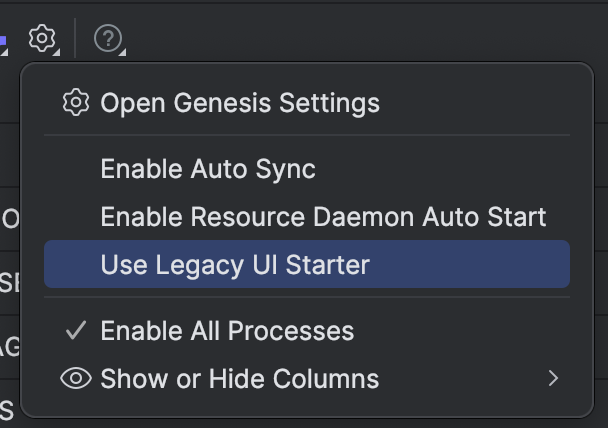 Open Genesis Settings
Enable Auto Sync
Enable Resource Daemon Auto Start
Use Legacy UI Starter
Enable All Processes
Show or Hide Columns